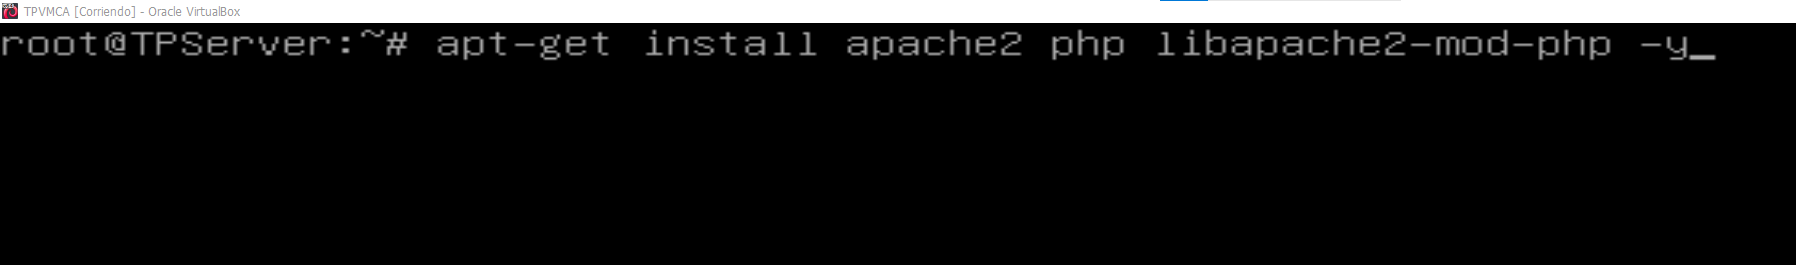 TPVMCA [Corriendo] - Oracle VirtualBox
root@TPServer:~# apt-get install apache2 php libapache2-mod-php -y_